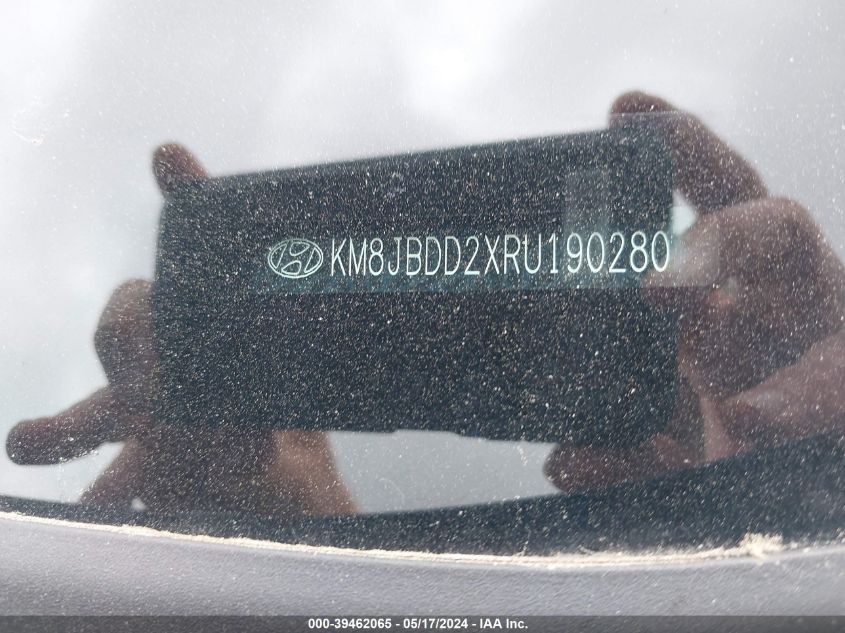 KM8JBDD2XRU190280
000-39462065 - 05/17/2024 - IAA Inc.